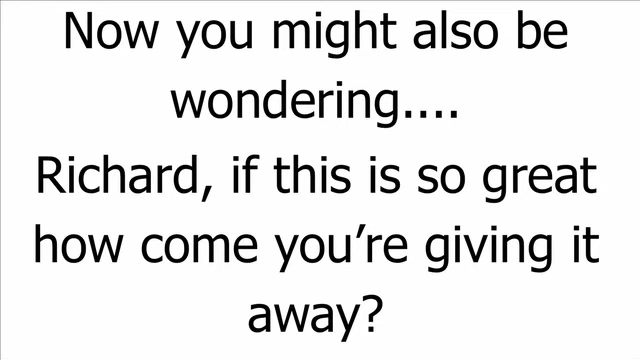 Now you might also be
wondering....
Richard, if this is so great
how come you’re giving it
away?